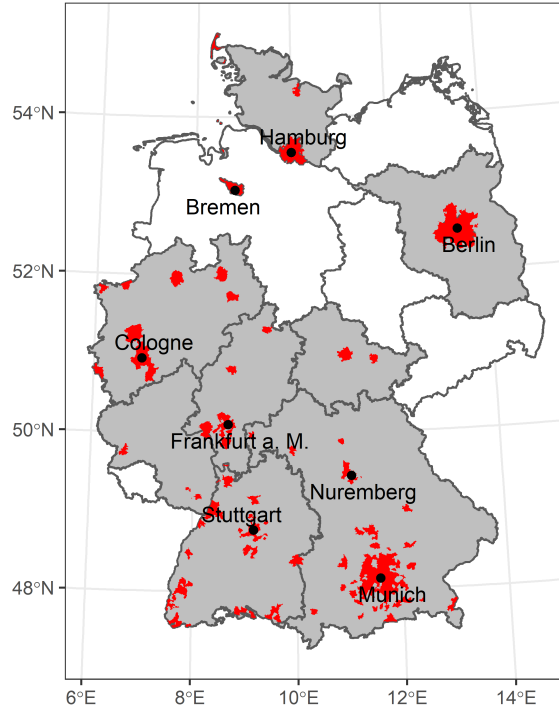 54°N
Hamburg
Bremen
Berlin
52°N
Cologne
50°N
Frankfurt a. M.
Nuremberg
Stuttgart
48°N
Munich
6°E 8°E 10°E 12°E 14°E